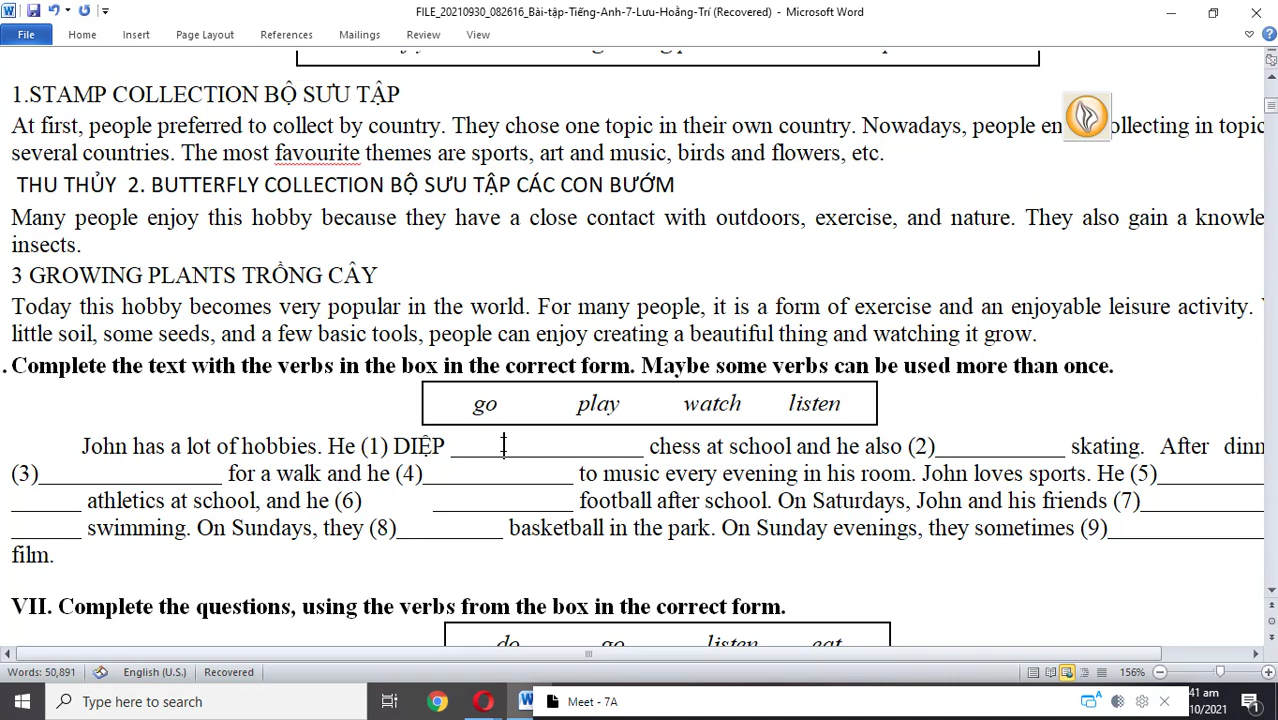 FILE_20210930_082616_Bài-tập-Tiếng-Anh-7-Lưu-Hoằng-Trí (Recovered) - Microsoft Word
File Home Insert Page Layout References Mailings Review View
1.STAMP COLLECTION BỘ SƯU TẬP
At first, people preferred to collect by country. They chose one topic in their own country. Nowadays, people en ollecting in topic
several countries. The most favourite themes are sports, art and music, birds and flowers, etc.
THU THỦY 2. BUTTERFLY COLLECTION BỘ SƯU TẬP CÁC CON BƯỚM
Many people enjoy this hobby because they have a close contact with outdoors, exercise, and nature. They also gain a knowle
insects.
3 GROWING PLANTS TRỒNG CÂY
Today this hobby becomes very popular in the world. For many people, it is a form of exercise and an enjoyable leisure activity.
little soil, some seeds, and a few basic tools, people can enjoy creating a beautiful thing and watching it grow.
. Complete the text with the verbs in the box in the correct form. Maybe some verbs can be used more than once.
go play watch listen
John has a lot of hobbies. He (1) DIỆP ________________ chess at school and he also (2)___________ skating. After dinn
(3)________________ for a walk and he (4)_____________ to music every evening in his room. John loves sports. He (5)_________
______ athletics at school, and he (6) ____________ football after school. On Saturdays, John and his friends (7)___________
______ swimming. On Sundays, they (8)_________ basketball in the park. On Sunday evenings, they sometimes (9)_____________
film.
VII. Complete the questions, using the verbs from the box in the correct form.
do go listen eat
Words: 50,891 English (U.S.) Recovered 156%
Type here to search Meet - 7A 41 am
10/2021